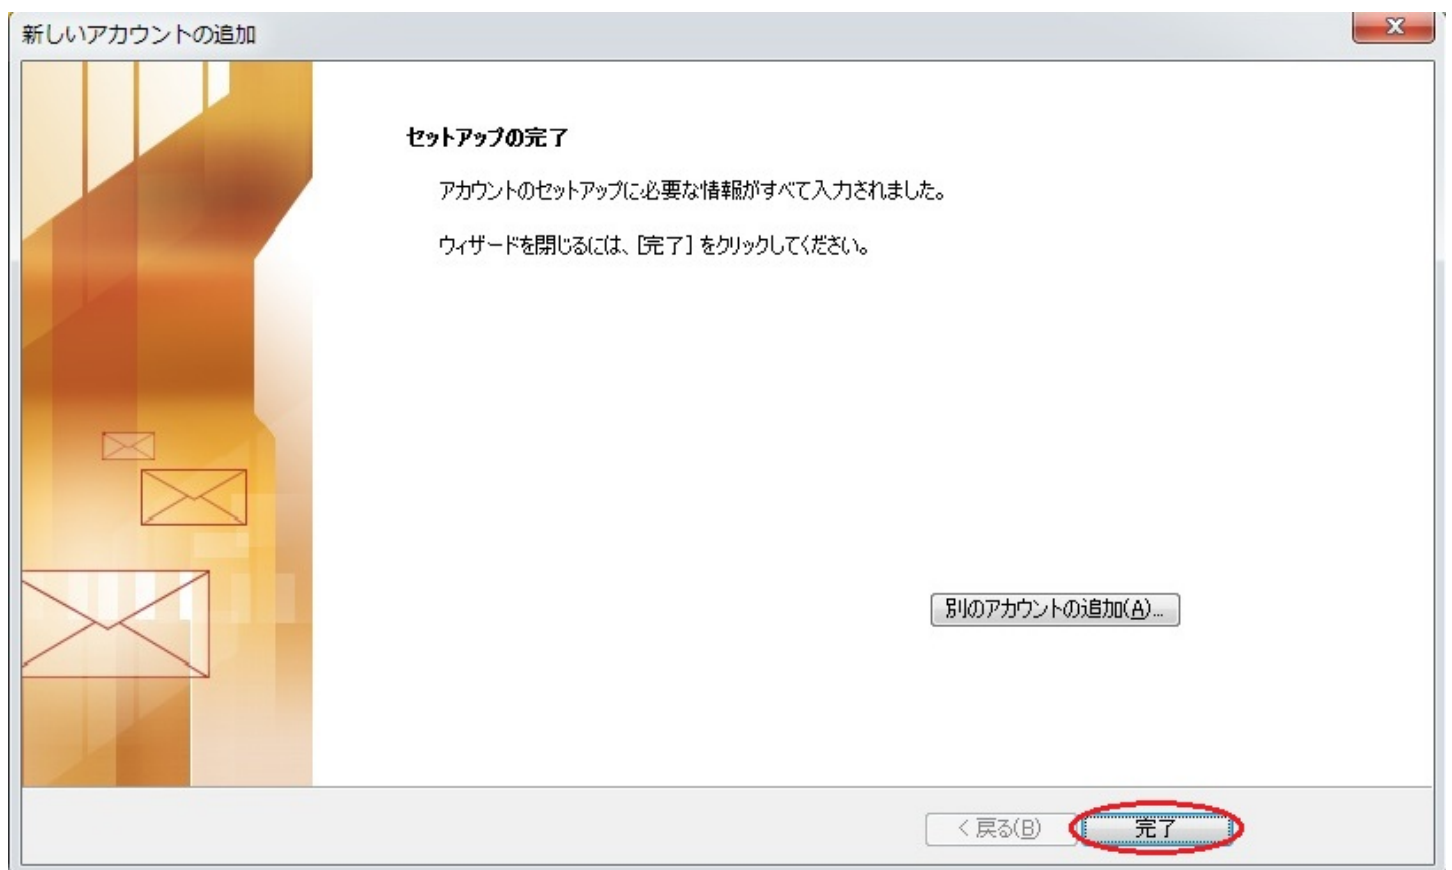 新しいアカウントの追加
X
セットアップの完了
アカウントのセットアップに必要な情報がすべて入力されました。
ウィザードを閉じるには、[完了] をクリックしてください。
別のアカウントの追加(A)...
< 戻る(B)
完了